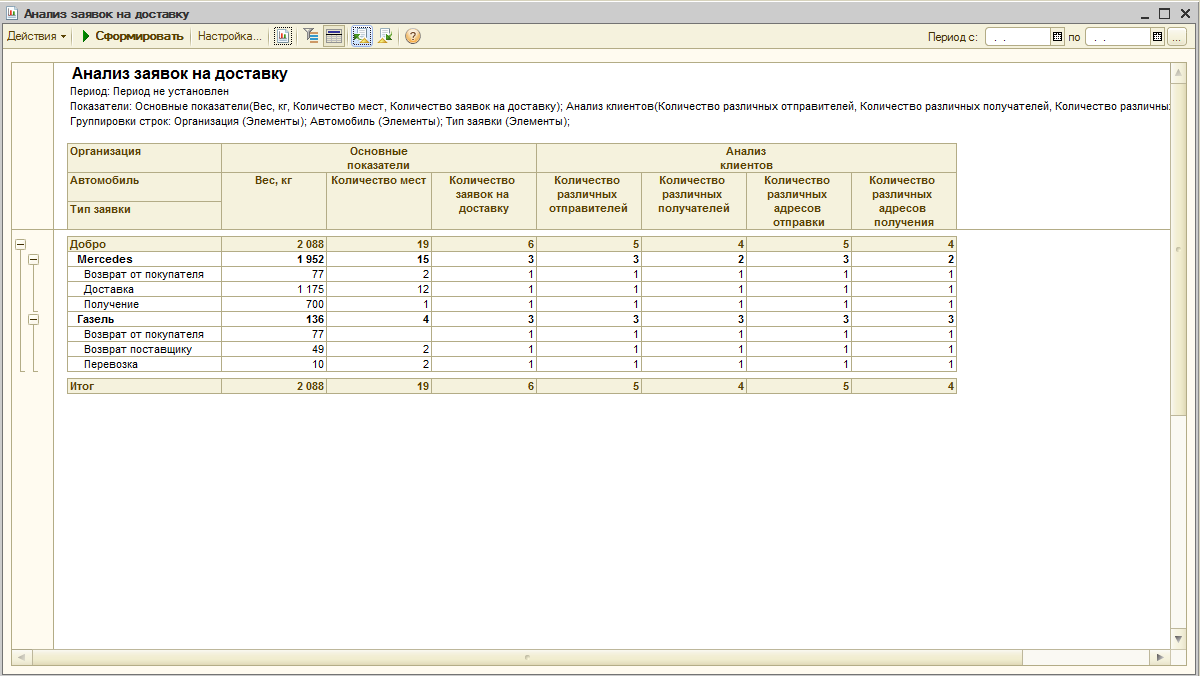 Анализ заявок на доставку
Действия Сформировать Настройка... ? Период с: . . по . . ...
Анализ заявок на доставку
Период: Период не установлен
Показатели: Основные показатели(Вес, кг, Количество мест, Количество заявок на доставку); Анализ клиентов(Количество различных отправителей, Количество различных получателей, Количество
Группировки строк: Организация (Элементы); Автомобиль (Элементы); Тип заявки (Элементы);
Организация Основные показатели Анализ клиентов
Автомобиль Вес, кг Количество мест Количество заявок на доставку Количество различных отправителей Количество различных получателей Количество различных адресов отправки Количество различных адресов получения
Тип заявки
Добро 2 088 19 6 5 4 5 4
Mercedes 1 952 15 3 3 2 3 2
Возврат от покупателя 77 2 1 1 1 1 1
Доставка 1 175 12 1 1 1 1 1
Получение 700 1 1 1 1 1 1
Газель 136 4 3 3 3 3 3
Возврат от покупателя 77 1 1 1 1 1
Возврат поставщику 49 2 1 1 1 1 1
Перевозка 10 2 1 1 1 1 1
Итог 2 088 19 6 5 4 5 4